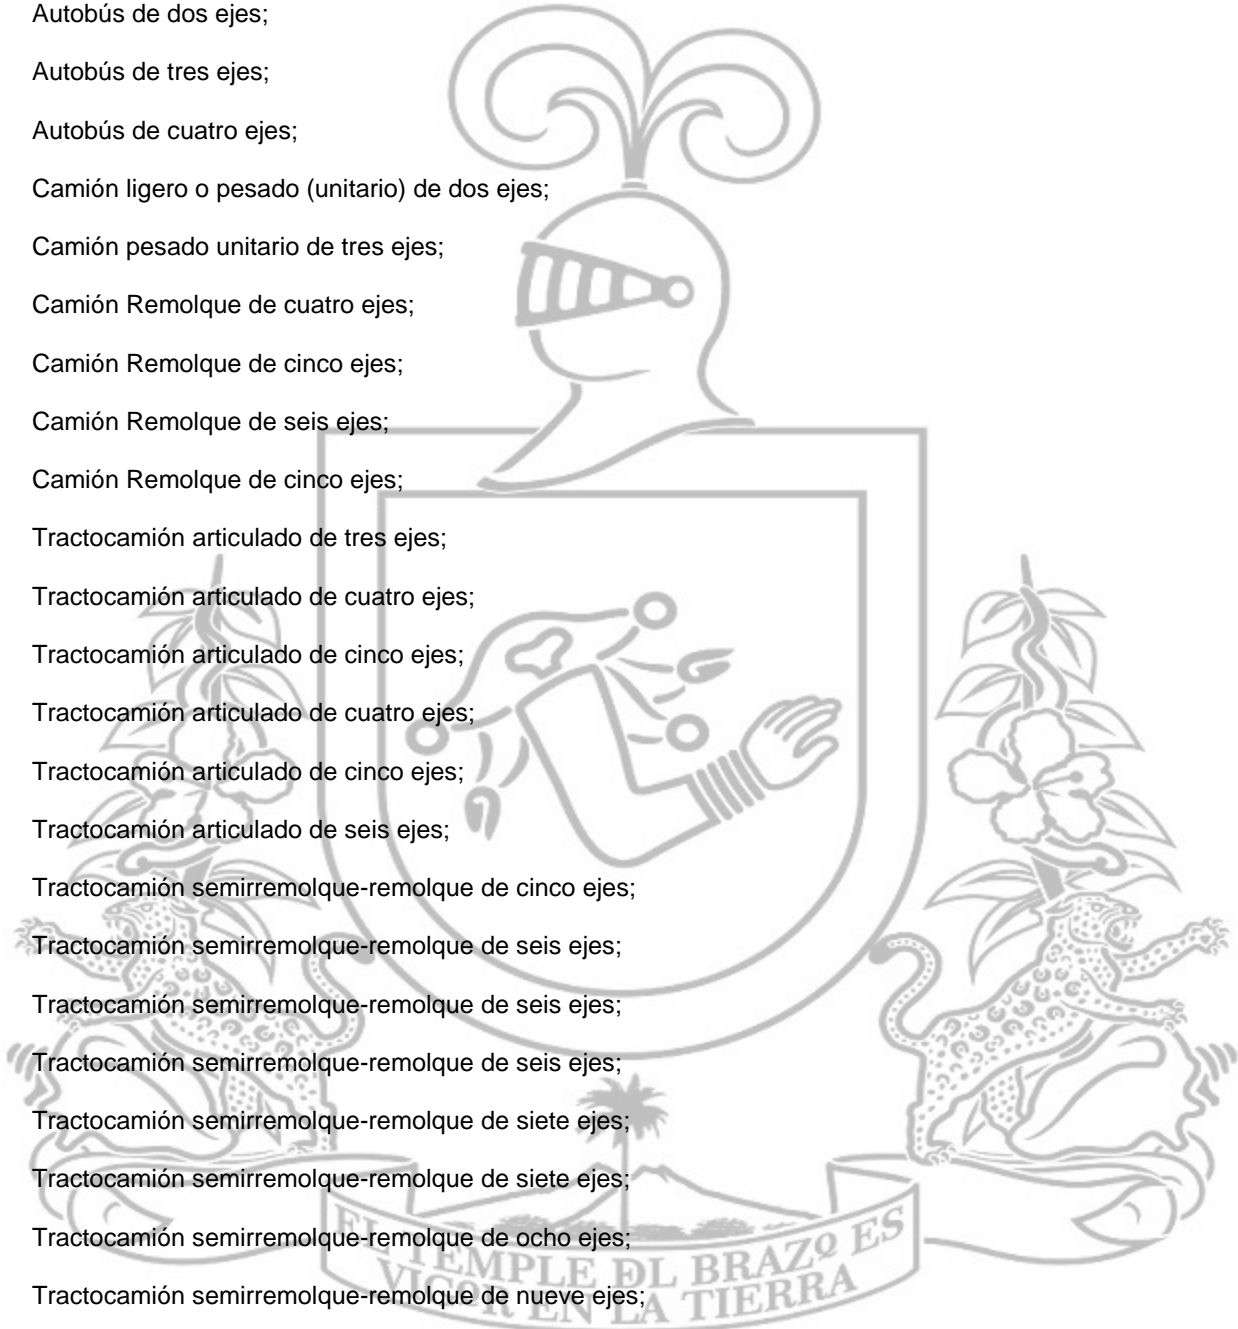 Autobús de dos ejes;
Autobús de tres ejes;
Autobús de cuatro ejes;
Camión ligero o pesado (unitario) de dos ejes;
Camión pesado unitario de tres ejes;
Camión Remolque de cuatro ejes;
Camión Remolque de cinco ejes;
Camión Remolque de seis ejes;
Camión Remolque de cinco ejes;
Tractocamión articulado de tres ejes;
Tractocamión articulado de cuatro ejes;
Tractocamión articulado de cinco ejes;
Tractocamión articulado de cuatro ejes;
Tractocamión articulado de cinco ejes;
Tractocamión articulado de seis ejes;
Tractocamión semirremolque-remolque de cinco ejes;
Tractocamión semirremolque-remolque de seis ejes;
Tractocamión semirremolque-remolque de seis ejes;
Tractocamión semirremolque-remolque de seis ejes;
Tractocamión semirremolque-remolque de siete ejes;
Tractocamión semirremolque-remolque de siete ejes;
Tractocamión semirremolque-remolque de ocho ejes;
Tractocamión semirremolque-remolque de nueve ejes;
EL TEMPLE DL BRAZO ES
VIGOR EN LA TIERRA